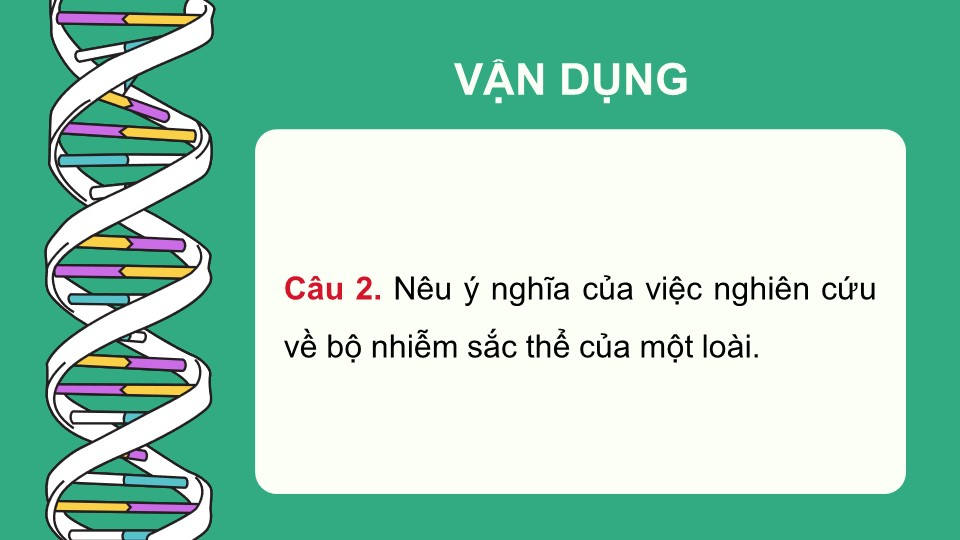 VẬN DỤNG
Câu 2. Nêu ý nghĩa của việc nghiên cứu
về bộ nhiễm sắc thể của một loài.